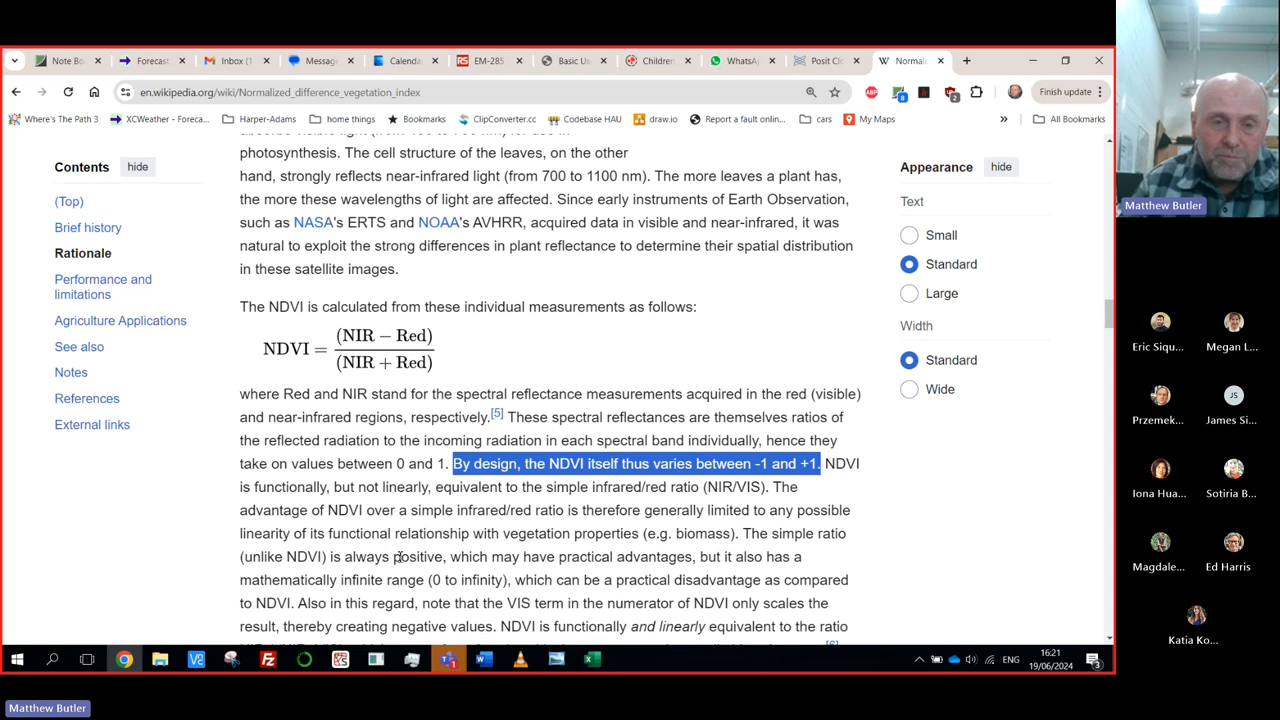 Note Bo
Forecast
Inbox (1
Messag
Calenda
EM-285
Basic Us
Children
WhatsA
Posit Clo
Normali
en.wikipedia.org/wiki/Normalized_difference_vegetation_index
Finish update
Where's The Path 3
XCWeather - Foreca...
Harper-Adams
home things
Bookmarks
ClipConverter.cc
Codebase HAU
draw.io
Report a fault onlin...
cars
My Maps
All Bookmarks
Contents
hide
(Top)
Brief history
Rationale
Performance and
limitations
Agriculture Applications
See also
Notes
References
External links
photosynthesis. The cell structure of the leaves, on the other
hand, strongly reflects near-infrared light (from 700 to 1100 nm). The more leaves a plant has,
the more these wavelengths of light are affected. Since early instruments of Earth Observation,
such as NASA's ERTS and NOAA's AVHRR, acquired data in visible and near-infrared, it was
natural to exploit the strong differences in plant reflectance to determine their spatial distribution
in these satellite images.
The NDVI is calculated from these individual measurements as follows:
NDVI = (NIR − Red)
(NIR + Red)
where Red and NIR stand for the spectral reflectance measurements acquired in the red (visible)
and near-infrared regions, respectively.[5] These spectral reflectances are themselves ratios of
the reflected radiation to the incoming radiation in each spectral band individually, hence they
take on values between 0 and 1. By design, the NDVI itself thus varies between -1 and +1. NDVI
is functionally, but not linearly, equivalent to the simple infrared/red ratio (NIR/VIS). The
advantage of NDVI over a simple infrared/red ratio is therefore generally limited to any possible
linearity of its functional relationship with vegetation properties (e.g. biomass). The simple ratio
(unlike NDVI) is always positive, which may have practical advantages, but it also has a
mathematically infinite range (0 to infinity), which can be a practical disadvantage as compared
to NDVI. Also in this regard, note that the VIS term in the numerator of NDVI only scales the
result, thereby creating negative values. NDVI is functionally and linearly equivalent to the ratio
Appearance
hide
Text
Small
Standard
Large
Width
Standard
Wide
ENG
16:21
19/06/2024
Matthew Butler
Eric Siqu...
Megan L...
Przemek...
JS
James Si...
Iona Hua...
Sotiria B...
Magdale...
Ed Harris
Katia Ko...
Matthew Butler